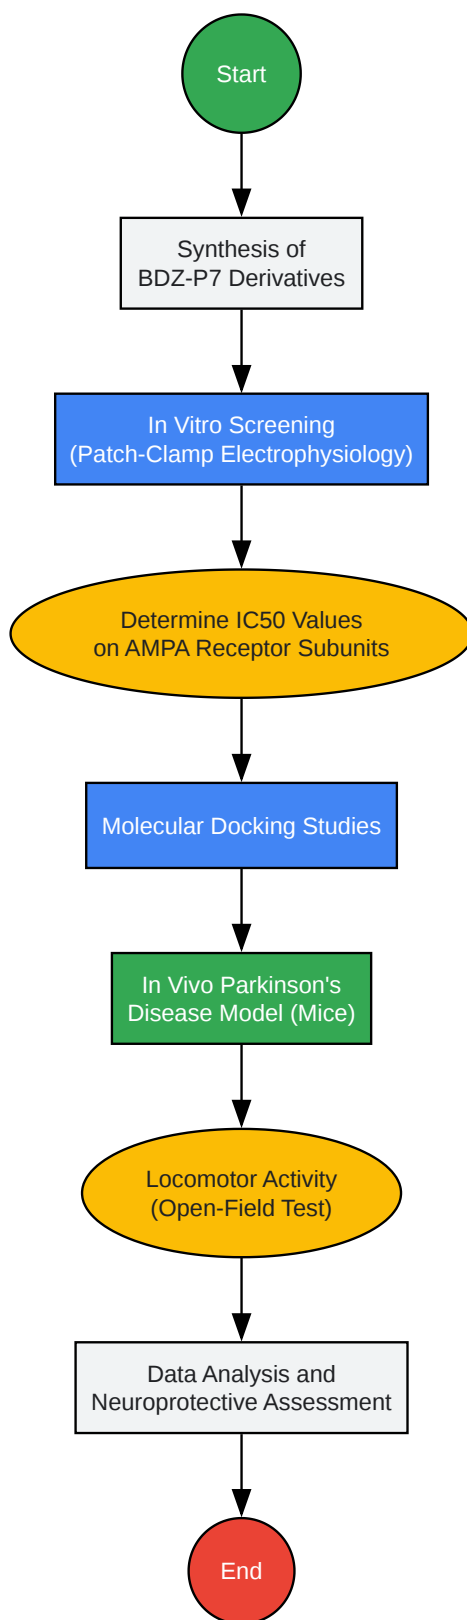 Start
Synthesis of
BDZ-P7 Derivatives
In Vitro Screening
(Patch-Clamp Electrophysiology)
Determine IC50 Values
on AMPA Receptor Subunits
Molecular Docking Studies
In Vivo Parkinson's
Disease Model (Mice)
Locomotor Activity
(Open-Field Test)
Data Analysis and
Neuroprotective Assessment
End